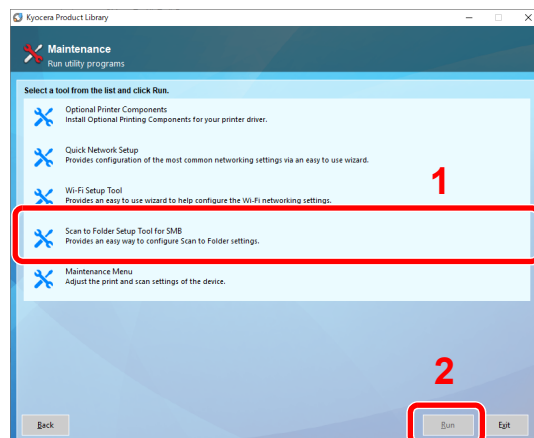 Kyocera Product Library
Maintenance
Run utility programs
Select a tool from the list and click Run.
Optional Printer Components
Install Optional Printing Components for your printer driver.
Quick Network Setup
Provides configuration of the most common networking settings via an easy to use wizard.
1
Wi-Fi Setup Tool
Provides an easy to use wizard to help configure the Wi-Fi networking settings.
Scan to Folder Setup Tool for SMB
Provides an easy way to configure Scan to Folder settings.
Maintenance Menu
Adjust the print and scan settings of the device.
2
Back Run Exit